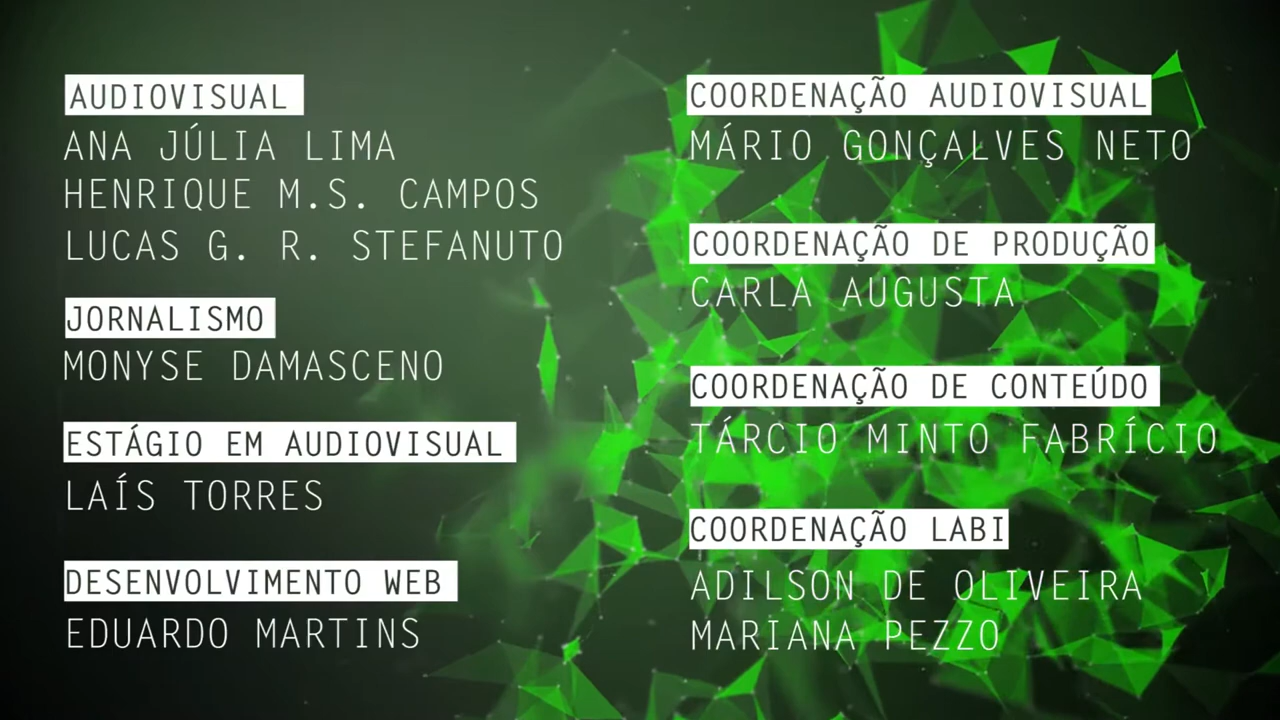 AUDIOVISUAL
ANA JÚLIA LIMA
HENRIQUE M.S. CAMPOS
LUCAS G. R. STEFANUTO
JORNALISMO
MONYSE DAMASCENO
ESTÁGIO EM AUDIOVISUAL
LAÍS TORRES
DESENVOLVIMENTO WEB
EDUARDO MARTINS
COORDENAÇÃO AUDIOVISUAL
MÁRIO GONÇALVES NETO
COORDENAÇÃO DE PRODUÇÃO
CARLA AUGUSTA
COORDENAÇÃO DE CONTEÚDO
TÁRCIO MINTO FABRÍCIO
COORDENAÇÃO LABI
ADILSON DE OLIVEIRA
MARIANA PEZZO